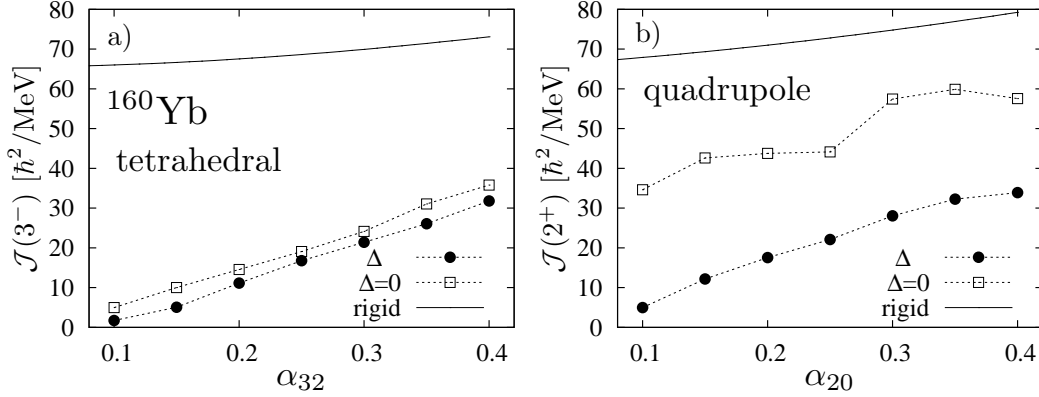 a)
80
70
60
50
40
30
20
10
0
𝒥(3⁻) [ħ²/MeV]
¹⁶⁰Yb
tetrahedral
Δ
Δ=0
rigid
0.1 0.2 0.3 0.4
α₃₂
b)
80
70
60
50
40
30
20
10
0
𝒥(2⁺) [ħ²/MeV]
quadrupole
Δ
Δ=0
rigid
0.1 0.2 0.3 0.4
α₂₀